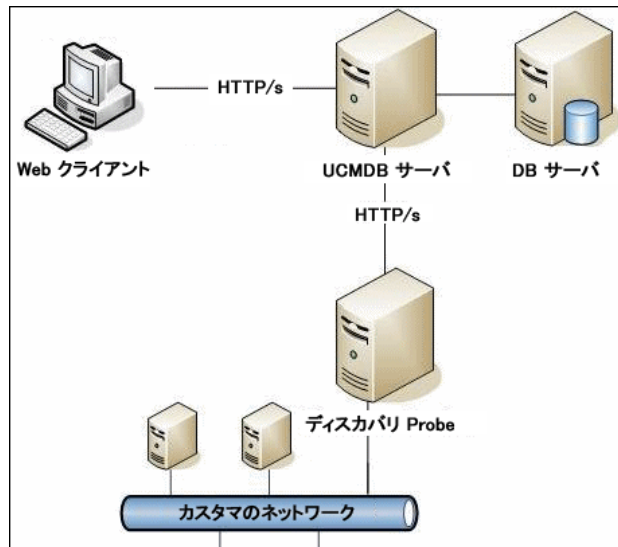 HTTP/s
Web クライアント
UCMDB サーバ
DB サーバ
HTTP/s
ディスカバリ Probe
カスタマのネットワーク